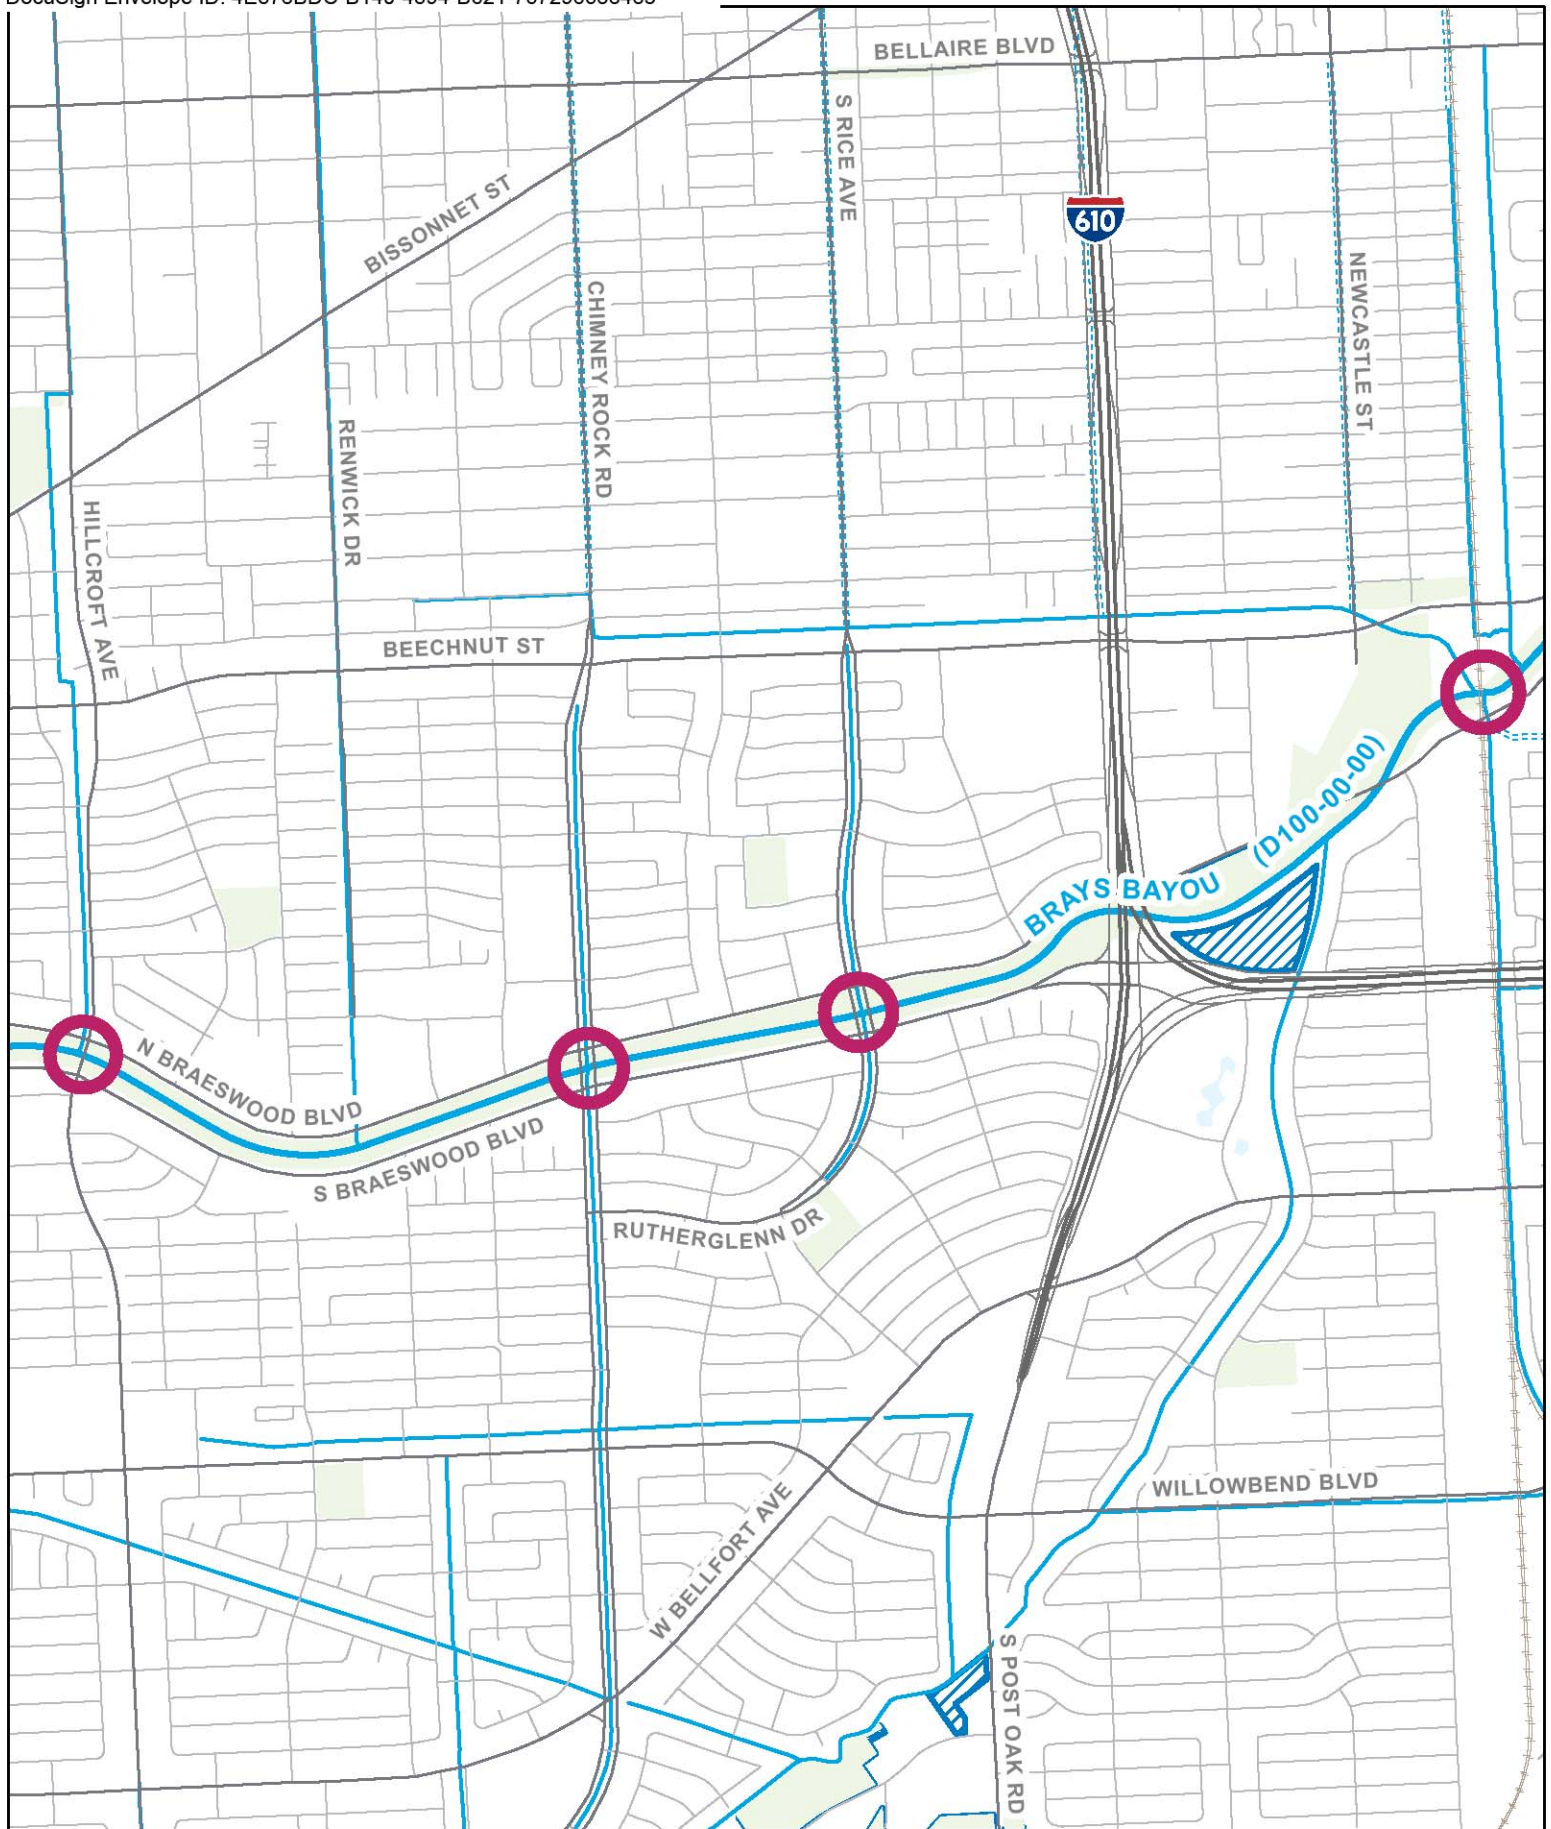 BELLAIRE BLVD
S RICE AVE
BISSONNET ST
610
NEWCASTLE ST
CHIMNEY ROCK RD
RENWICK DR
HILLCROFT AVE
BEECHNUT ST
(D100-00-00)
BRAYS BAYOU
N BRAESWOOD BLVD
S BRAESWOOD BLVD
RUTHERGLENN DR
WILLOWBEND BLVD
W BELLFORT AVE
S POST OAK RD